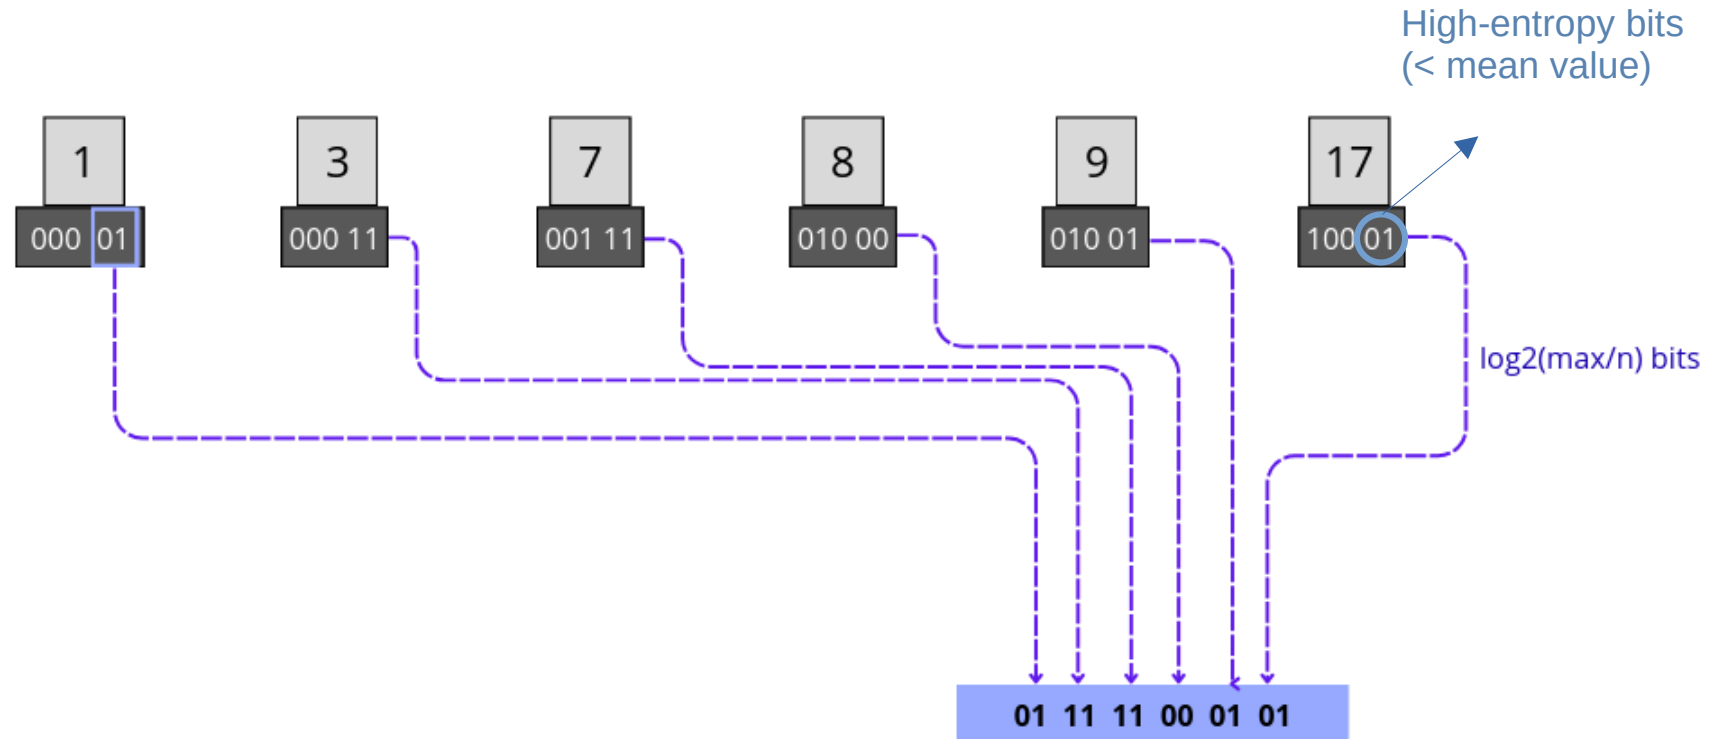 High-entropy bits
(< mean value)
1 3 7 8 9 17
000 01 000 11 001 11 010 00 010 01 100 01
log2(max/n) bits
01 11 11 00 01 01